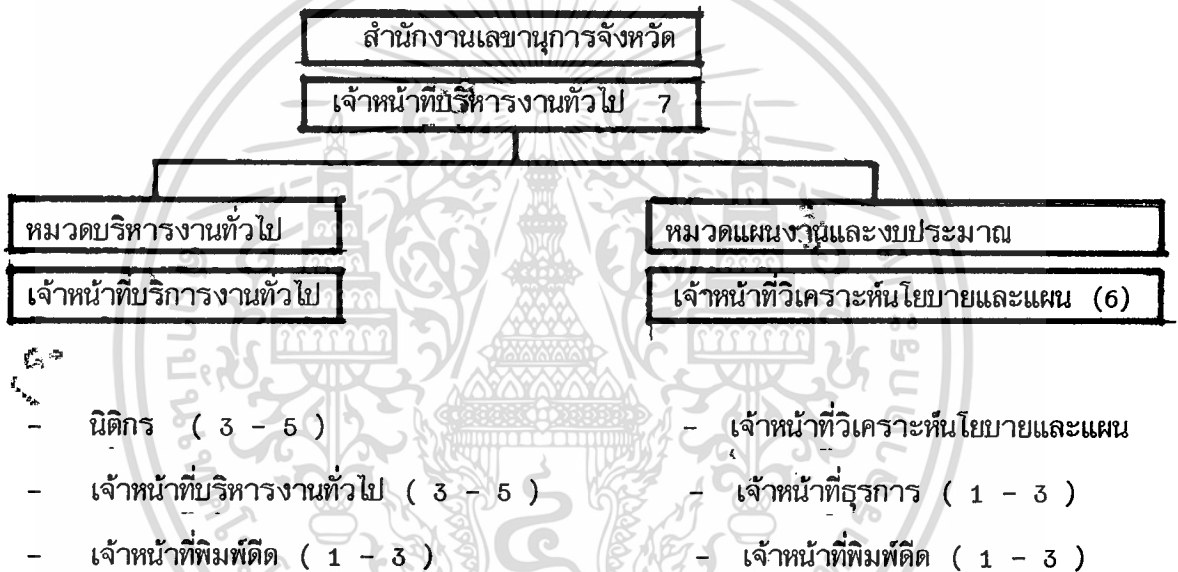 สำนักงานเลขานุการจังหวัด
เจ้าหน้าที่บริหารงานทั่วไป 7
หมวดบริหารงานทั่วไป
เจ้าหน้าที่บริการงานทั่วไป
- นิติกร ( 3 - 5 )
- เจ้าหน้าที่บริหารงานทั่วไป ( 3 - 5 )
- เจ้าหน้าที่พิมพ์ดีด ( 1 - 3 )
หมวดแผนงานและงบประมาณ
เจ้าหน้าที่วิเคราะห์นโยบายและแผน (6)
- เจ้าหน้าที่วิเคราะห์นโยบายและแผน
- เจ้าหน้าที่ธุรการ ( 1 - 3 )
- เจ้าหน้าที่พิมพ์ดีด ( 1 - 3 )